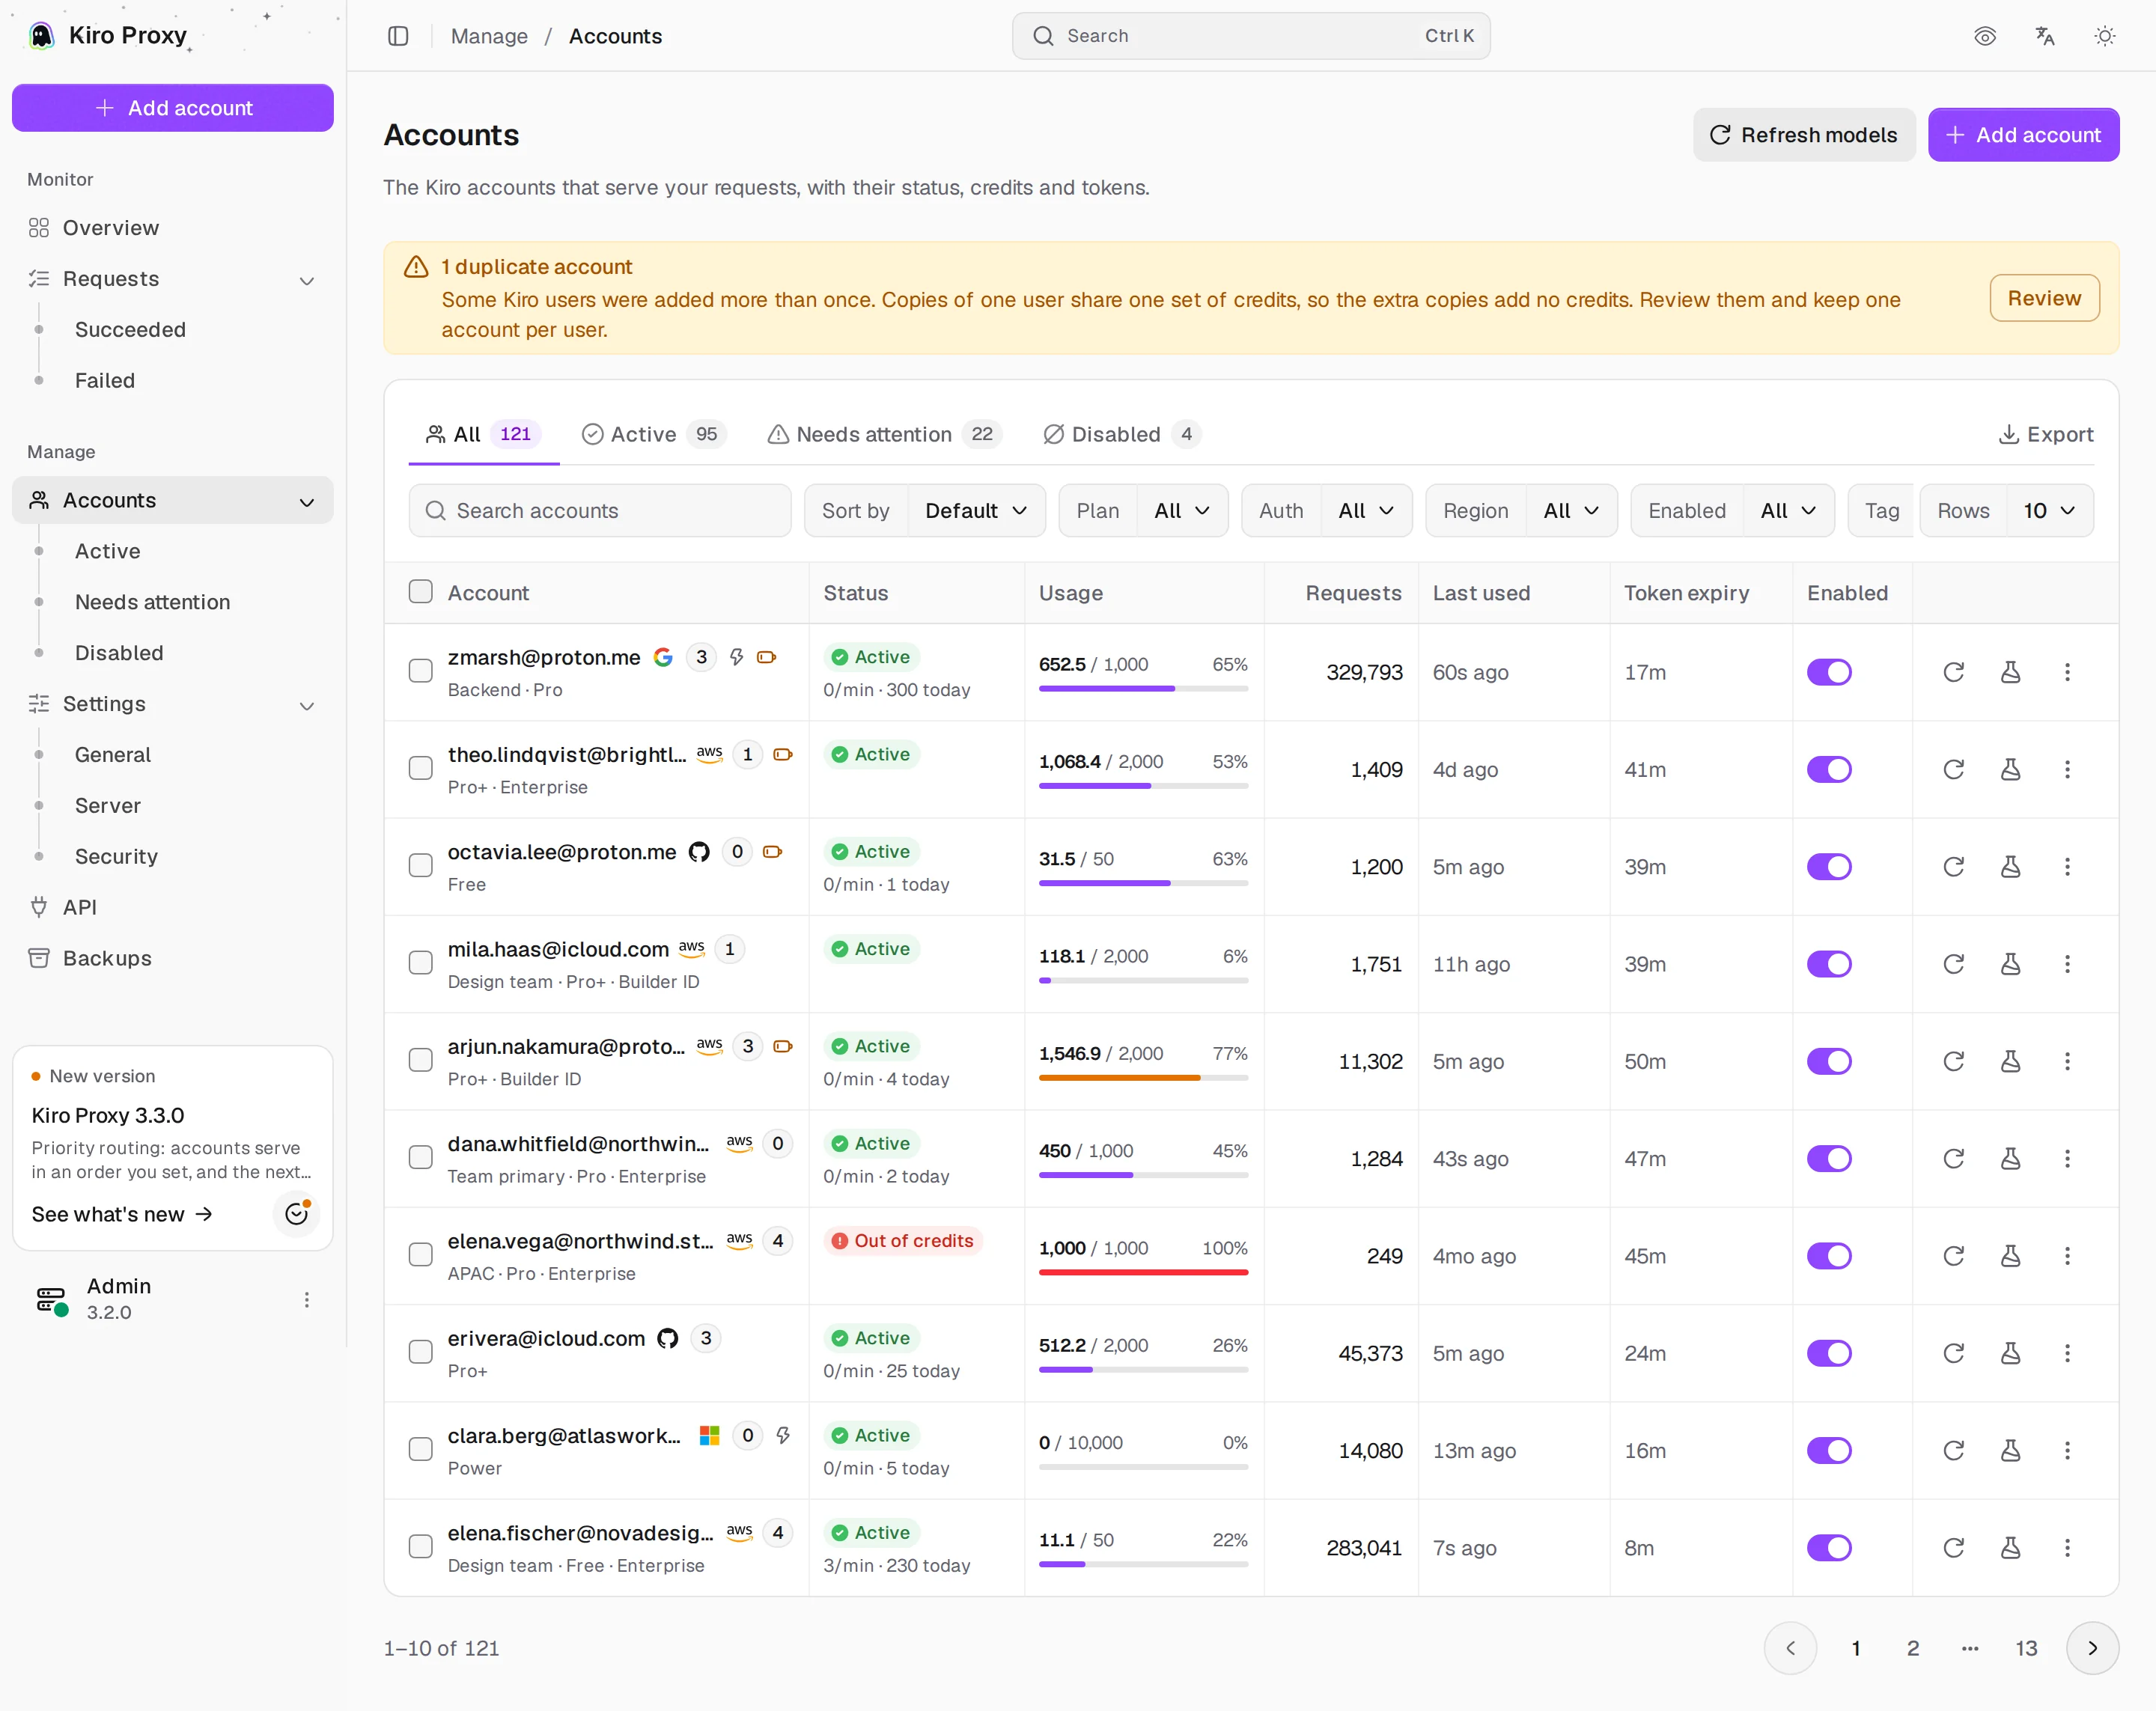 Kiro Proxy
Manage / Accounts
Search Ctrl K
Add account
Monitor
Overview
Requests
Succeeded
Failed
Manage
Accounts
Active
Needs attention
Disabled
Settings
General
Server
Security
API
Backups
New version
Kiro Proxy 3.3.0
Priority routing: accounts serve
in an order you set, and the next...
See what's new
Admin
3.2.0
Accounts
Refresh models
Add account
The Kiro accounts that serve your requests, with their status, credits and tokens.
1 duplicate account
Some Kiro users were added more than once. Copies of one user share one set of credits, so the extra copies add no credits. Review them and keep one
account per user.
Review
All 121 Active 95 Needs attention 22 Disabled 4 Export
Search accounts Sort by Default Plan All Auth All Region All Enabled All Tag Rows 10
Account Status Usage Requests Last used Token expiry Enabled
zmarsh@proton.me 3 Active 652.5 / 1,000 65% 329,793 60s ago 17m
Backend · Pro 0/min · 300 today
theo.lindqvist@brightl... aws 1 Active 1,068.4 / 2,000 53% 1,409 4d ago 41m
Pro+ · Enterprise
octavia.lee@proton.me 0 Active 31.5 / 50 63% 1,200 5m ago 39m
Free 0/min · 1 today
mila.haas@icloud.com aws 1 Active 118.1 / 2,000 6% 1,751 11h ago 39m
Design team · Pro+ · Builder ID
arjun.nakamura@proto... aws 3 Active 1,546.9 / 2,000 77% 11,302 5m ago 50m
Pro+ · Builder ID 0/min · 4 today
dana.whitfield@northwin... aws 0 Active 450 / 1,000 45% 1,284 43s ago 47m
Team primary · Pro · Enterprise 0/min · 2 today
elena.vega@northwind.st... aws 4 Out of credits 1,000 / 1,000 100% 249 4mo ago 45m
APAC · Pro · Enterprise
erivera@icloud.com 3 Active 512.2 / 2,000 26% 45,373 5m ago 24m
Pro+ 0/min · 25 today
clara.berg@atlaswork... 0 Active 0 / 10,000 0% 14,080 13m ago 16m
Power 0/min · 5 today
elena.fischer@novadesig... aws 4 Active 11.1 / 50 22% 283,041 7s ago 8m
Design team · Free · Enterprise 3/min · 230 today
1–10 of 121
1 2 ... 13